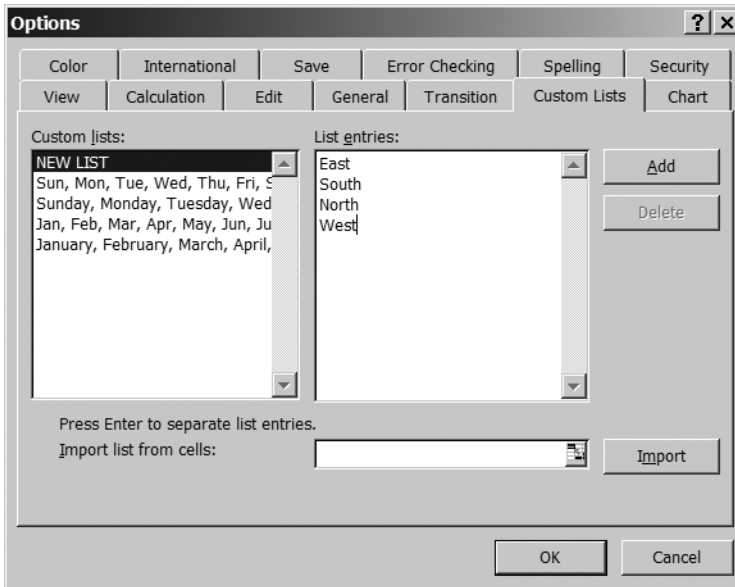 Options
Color International Save Error Checking Spelling Security
View Calculation Edit General Transition Custom Lists Chart
Custom lists: List entries:
NEW LIST
Sun, Mon, Tue, Wed, Thu, Fri, S
Sunday, Monday, Tuesday, Wed
Jan, Feb, Mar, Apr, May, Jun, Ju
January, February, March, April,
East
South
North
West
Add
Delete
Press Enter to separate list entries.
Import list from cells:
Import
OK Cancel